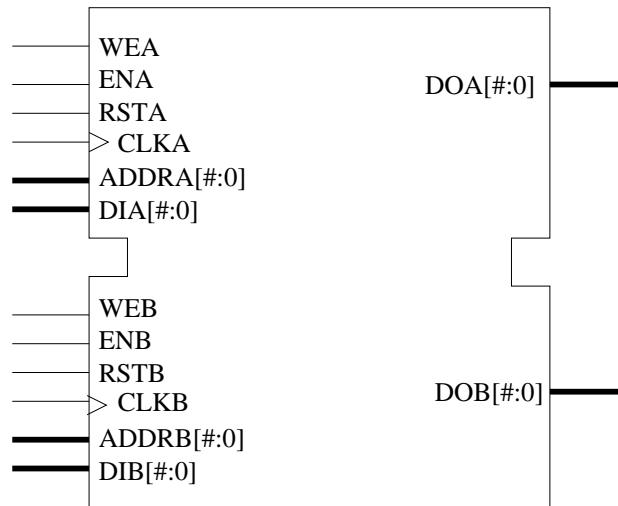 WEA
ENA
RSTA
CLKA
ADDRA[#:0]
DIA[#:0]
DOA[#:0]
WEB
ENB
RSTB
CLKB
ADDRB[#:0]
DIB[#:0]
DOB[#:0]